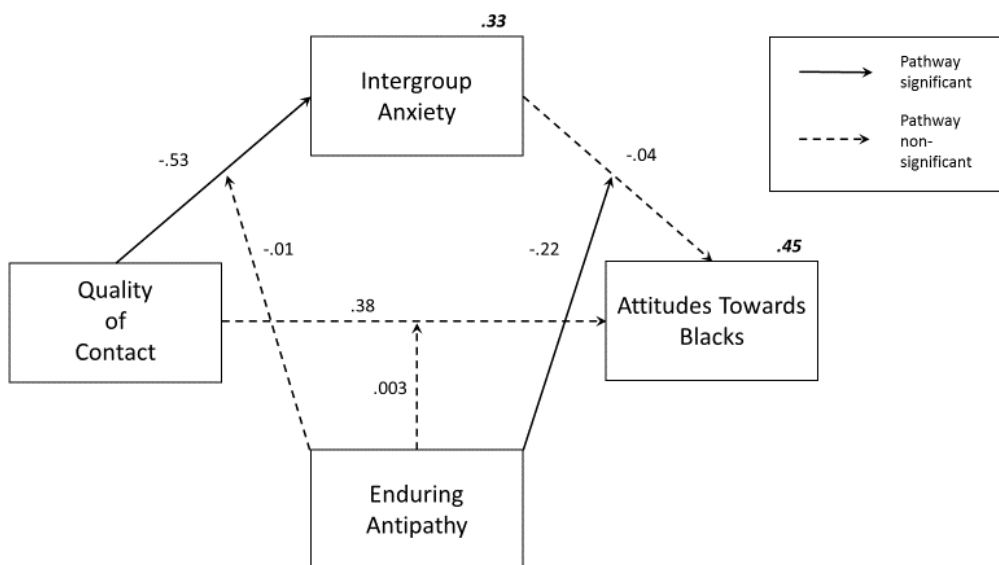 .33
Intergroup
Anxiety
Pathway
significant
Pathway
non-
significant
-.53
-.04
-.01
-.22
.45
Quality
of
Contact
.38
Attitudes Towards
Blacks
.003
Enduring
Antipathy